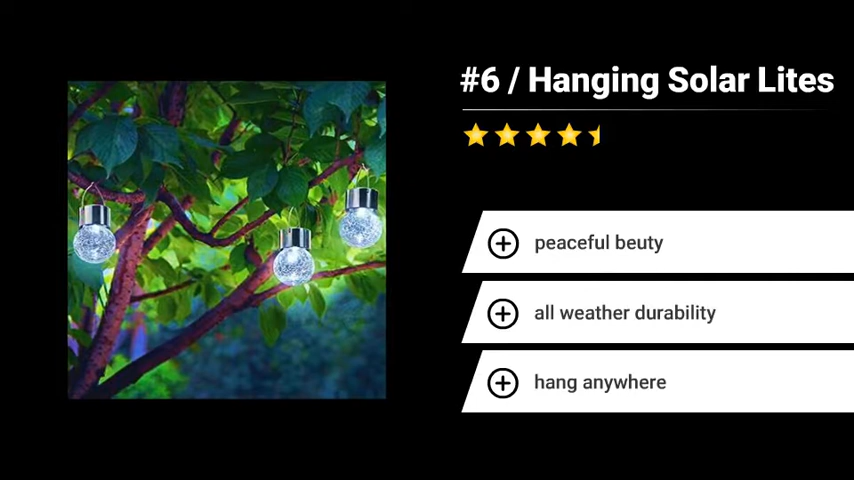 #6 / Hanging Solar Lites
peaceful beuty
all weather durability
hang anywhere